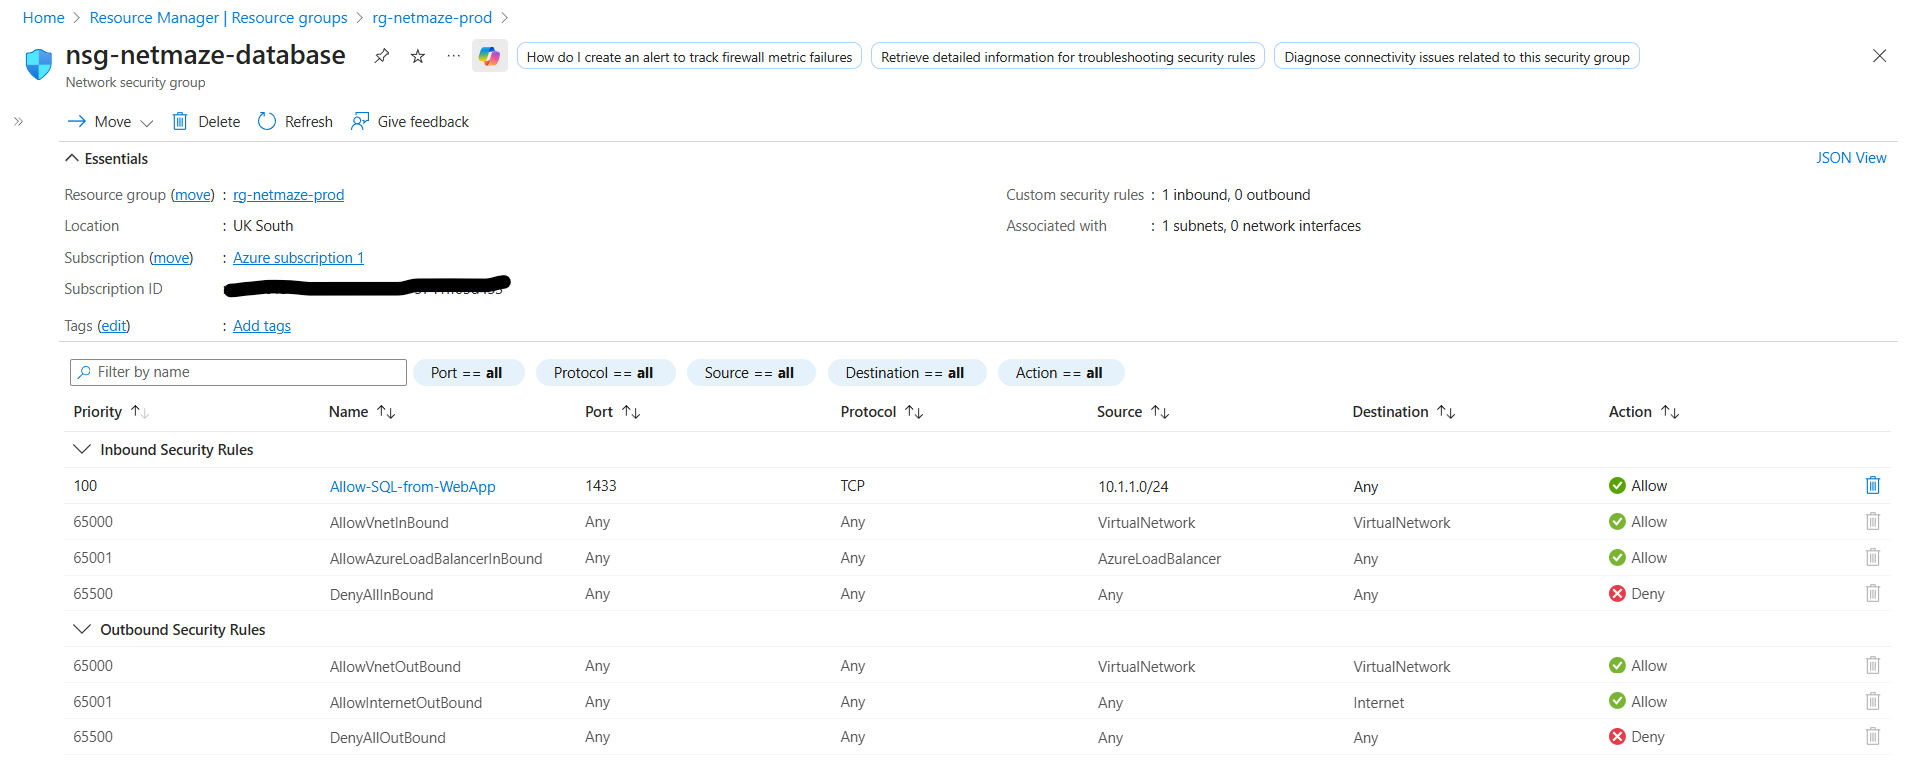 Home > Resource Manager | Resource groups > rg-netmaze-prod >
nsg-netmaze-database
Network security group
How do I create an alert to track firewall metric failures
Retrieve detailed information for troubleshooting security rules
Diagnose connectivity issues related to this security group
Move Delete Refresh Give feedback
Essentials
JSON View
Resource group (move) : rg-netmaze-prod
Location : UK South
Subscription (move) : Azure subscription 1
Subscription ID
Tags (edit) : Add tags
Custom security rules : 1 inbound, 0 outbound
Associated with : 1 subnets, 0 network interfaces
Filter by name Port == all Protocol == all Source == all Destination == all Action == all
Priority Name Port Protocol Source Destination Action
Inbound Security Rules
100 Allow-SQL-from-WebApp 1433 TCP 10.1.1.0/24 Any Allow
65000 AllowVnetInBound Any Any VirtualNetwork VirtualNetwork Allow
65001 AllowAzureLoadBalancerInBound Any Any AzureLoadBalancer Any Allow
65500 DenyAllInBound Any Any Any Any Deny
Outbound Security Rules
65000 AllowVnetOutBound Any Any VirtualNetwork VirtualNetwork Allow
65001 AllowInternetOutBound Any Any Any Internet Allow
65500 DenyAllOutBound Any Any Any Any Deny